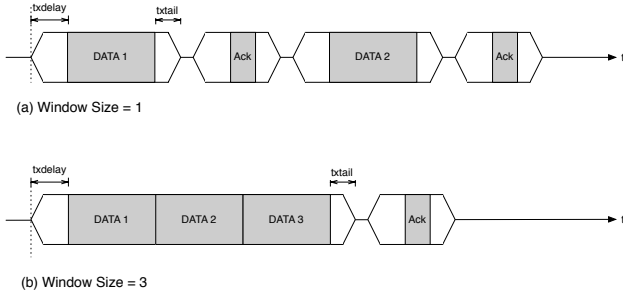 txdelay
txtail
DATA 1
Ack
DATA 2
Ack
t
(a) Window Size = 1
txdelay
txtail
DATA 1
DATA 2
DATA 3
Ack
t
(b) Window Size = 3